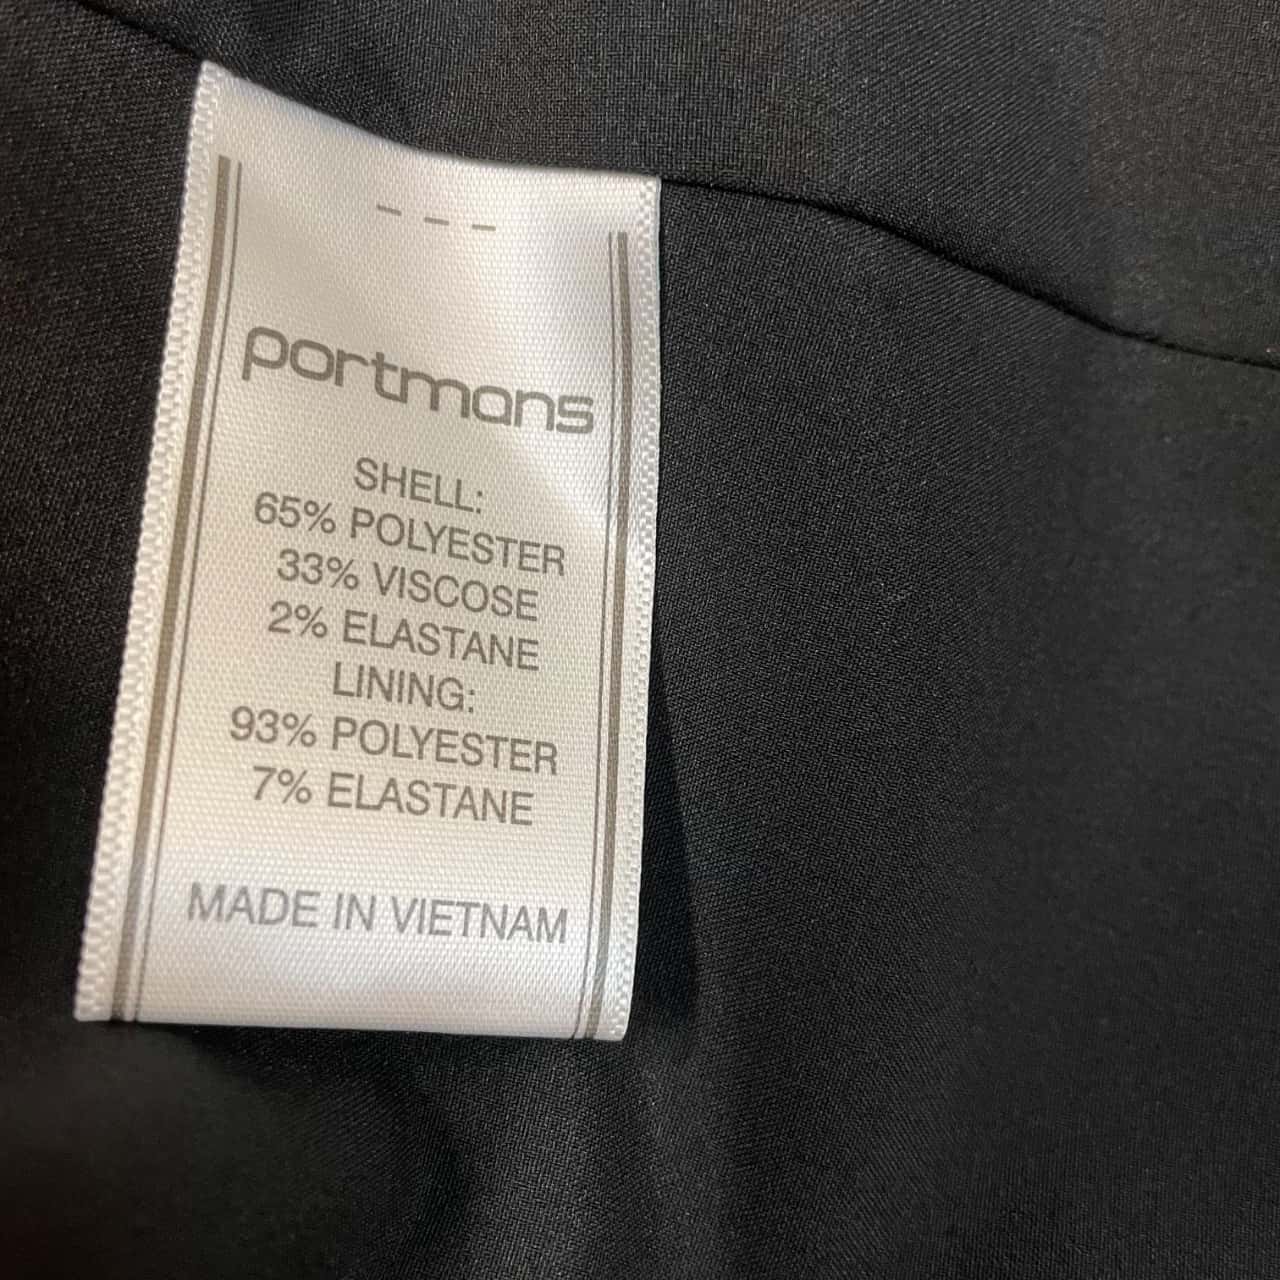 portmans
SHELL:
65% POLYESTER
33% VISCOSE
2% ELASTANE
LINING:
93% POLYESTER
7% ELASTANE
MADE IN VIETNAM